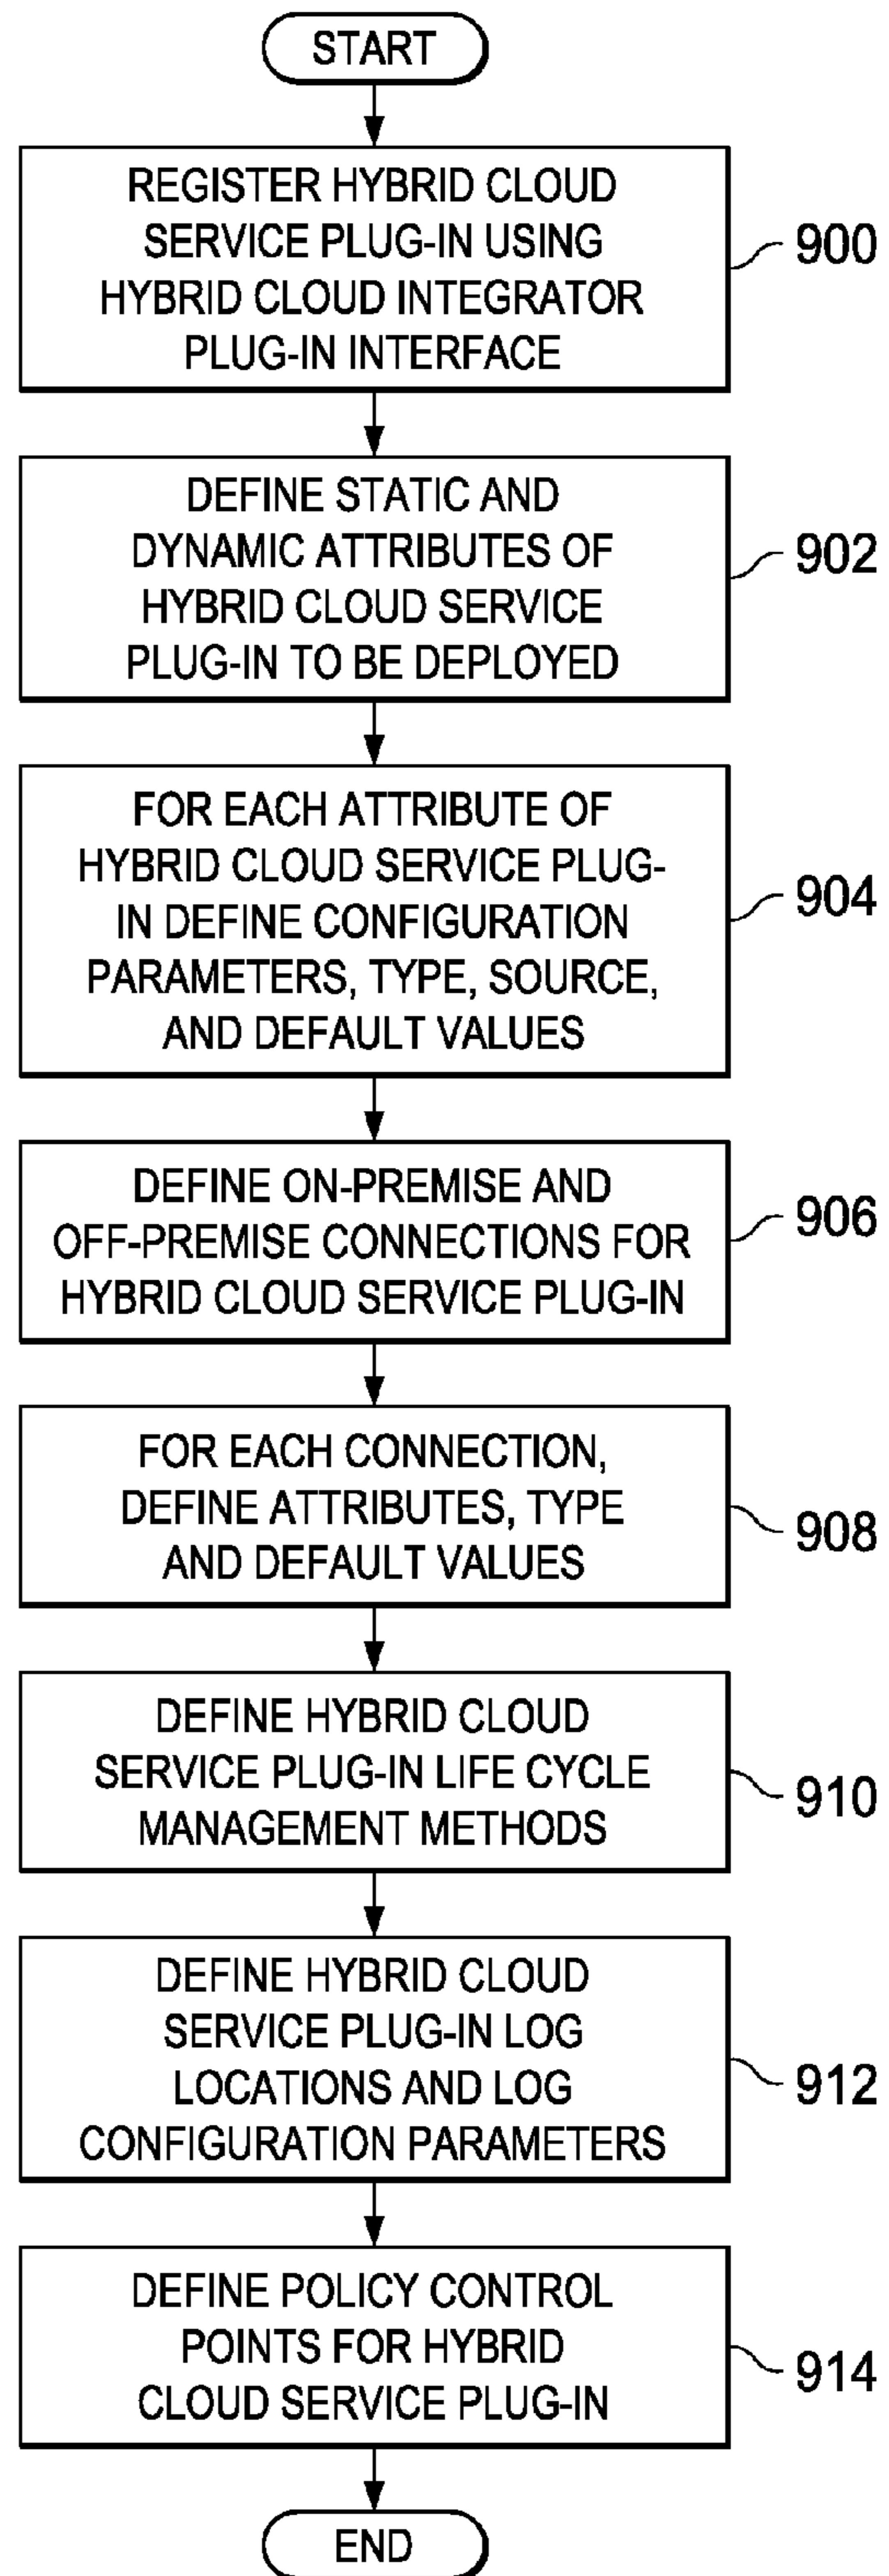 START
REGISTER HYBRID CLOUD
SERVICE PLUG-IN USING
HYBRID CLOUD INTEGRATOR
PLUG-IN INTERFACE
900
DEFINE STATIC AND
DYNAMIC ATTRIBUTES OF
HYBRID CLOUD SERVICE
PLUG-IN TO BE DEPLOYED
902
FOR EACH ATTRIBUTE OF
HYBRID CLOUD SERVICE PLUG-
IN DEFINE CONFIGURATION
PARAMETERS, TYPE, SOURCE,
AND DEFAULT VALUES
904
DEFINE ON-PREMISE AND
OFF-PREMISE CONNECTIONS FOR
HYBRID CLOUD SERVICE PLUG-IN
906
FOR EACH CONNECTION,
DEFINE ATTRIBUTES, TYPE
AND DEFAULT VALUES
908
DEFINE HYBRID CLOUD
SERVICE PLUG-IN LIFE CYCLE
MANAGEMENT METHODS
910
DEFINE HYBRID CLOUD
SERVICE PLUG-IN LOG
LOCATIONS AND LOG
CONFIGURATION PARAMETERS
912
DEFINE POLICY CONTROL
POINTS FOR HYBRID
CLOUD SERVICE PLUG-IN
914
END